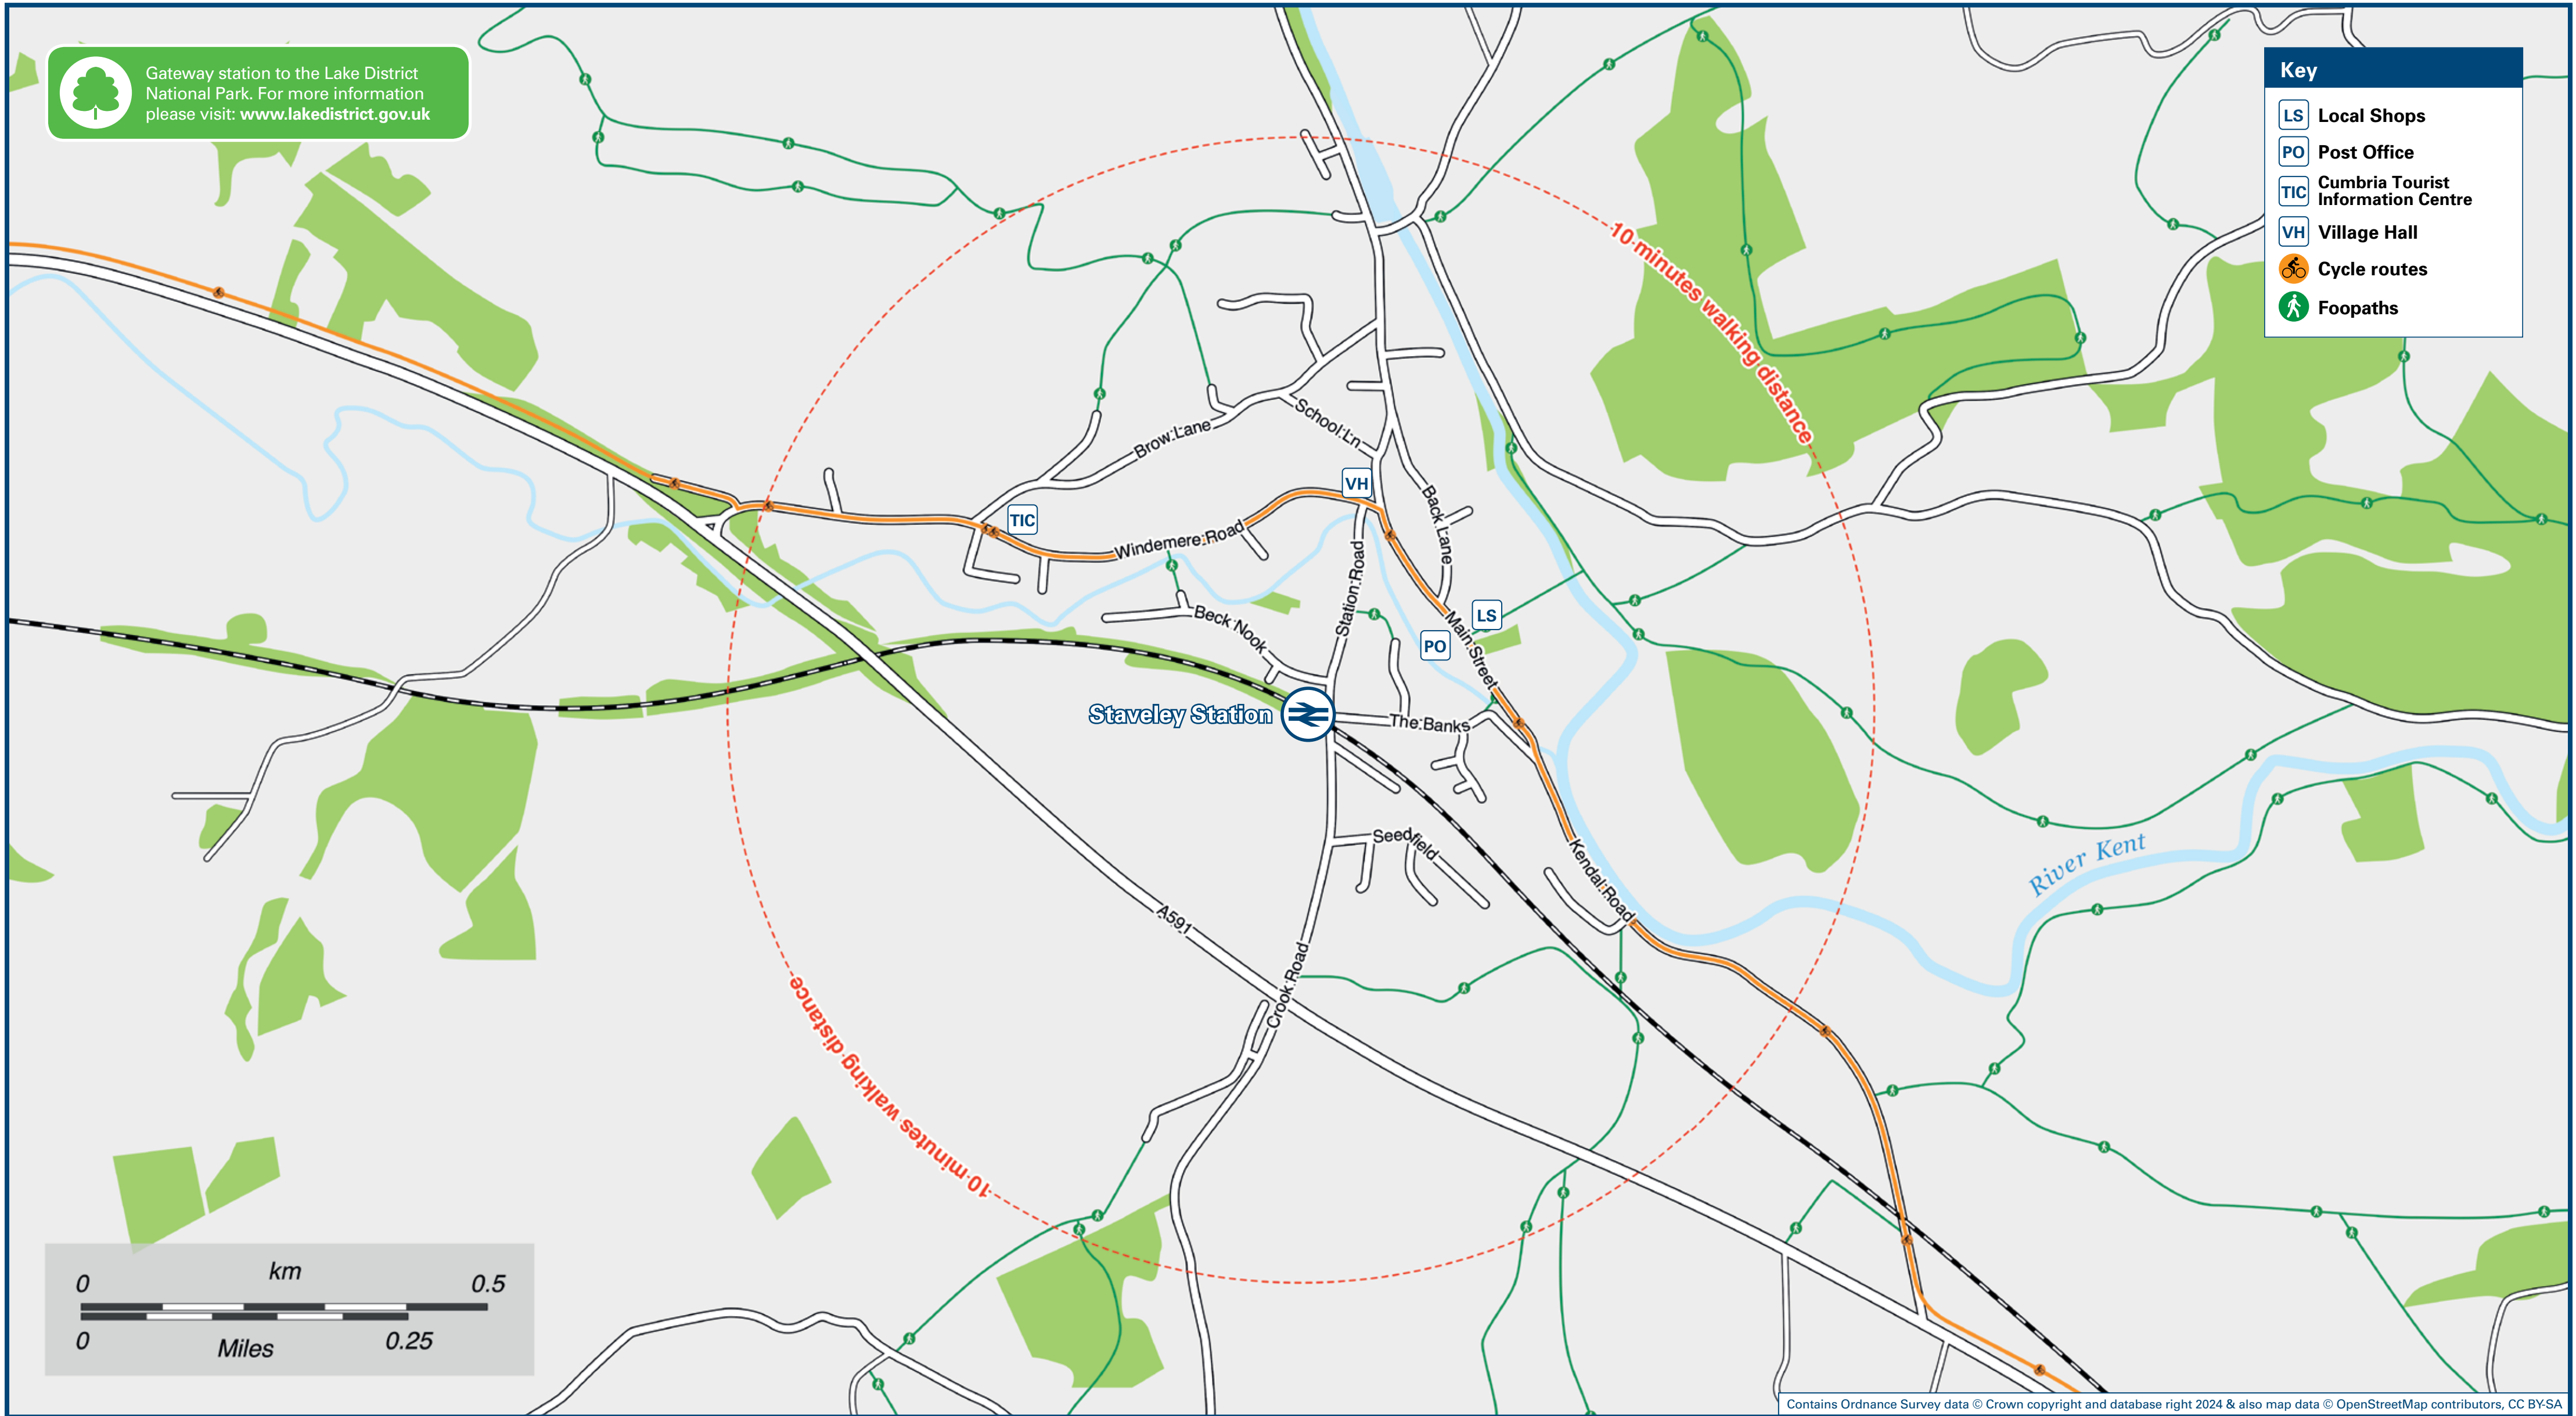 Gateway station to the Lake District
National Park. For more information
please visit: www.lakedistrict.gov.uk
Key
LS Local Shops
PO Post Office
TIC Cumbria Tourist
Information Centre
VH Village Hall
Cycle routes
Foopaths
10 minutes walking distance
School Ln
Brow Lane
VH
Back Lane
TIC
Windemere Road
Station Road
LS
Beck Nook
Main Street
PO
Staveley Station
The Banks
Seedfield
Kendal Road
River Kent
A591
Crook Road
10 minutes walking distance
km
0 0.5
0 0.25
Miles
Contains Ordnance Survey data © Crown copyright and database right 2024 & also map data © OpenStreetMap contributors, CC BY-SA